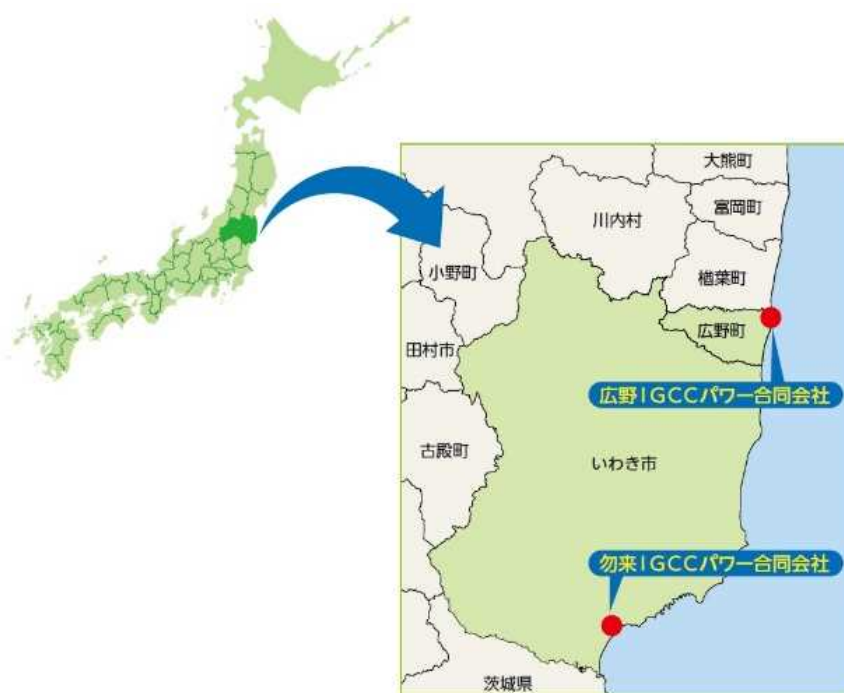 大熊町
富岡町
川内村
小野町
楢葉町
広野町
田村市
広野IGCCパワー合同会社
古殿町
いわき市
勿来IGCCパワー合同会社
茨城県